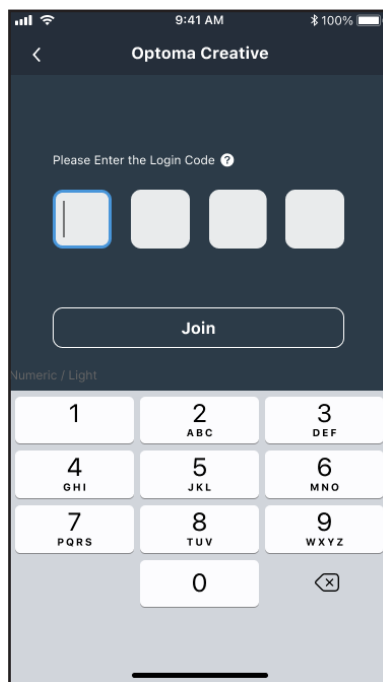 9:41 AM 100%
Optoma Creative
Please Enter the Login Code ?
Join
Numeric / Light
1 2 3
ABC DEF
4 5 6
GHI JKL MNO
7 8 9
PQRS TUV WXYZ
0